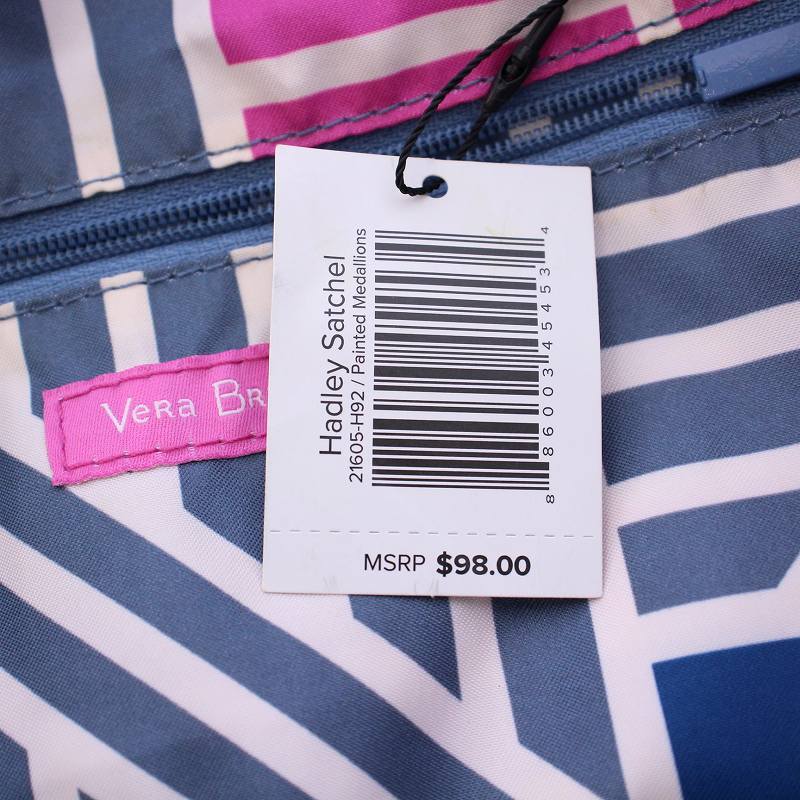 Hadley Satchel
21605-H92 / Painted Medallions
8 86003 45453 4
MSRP $98.00
Vera Br